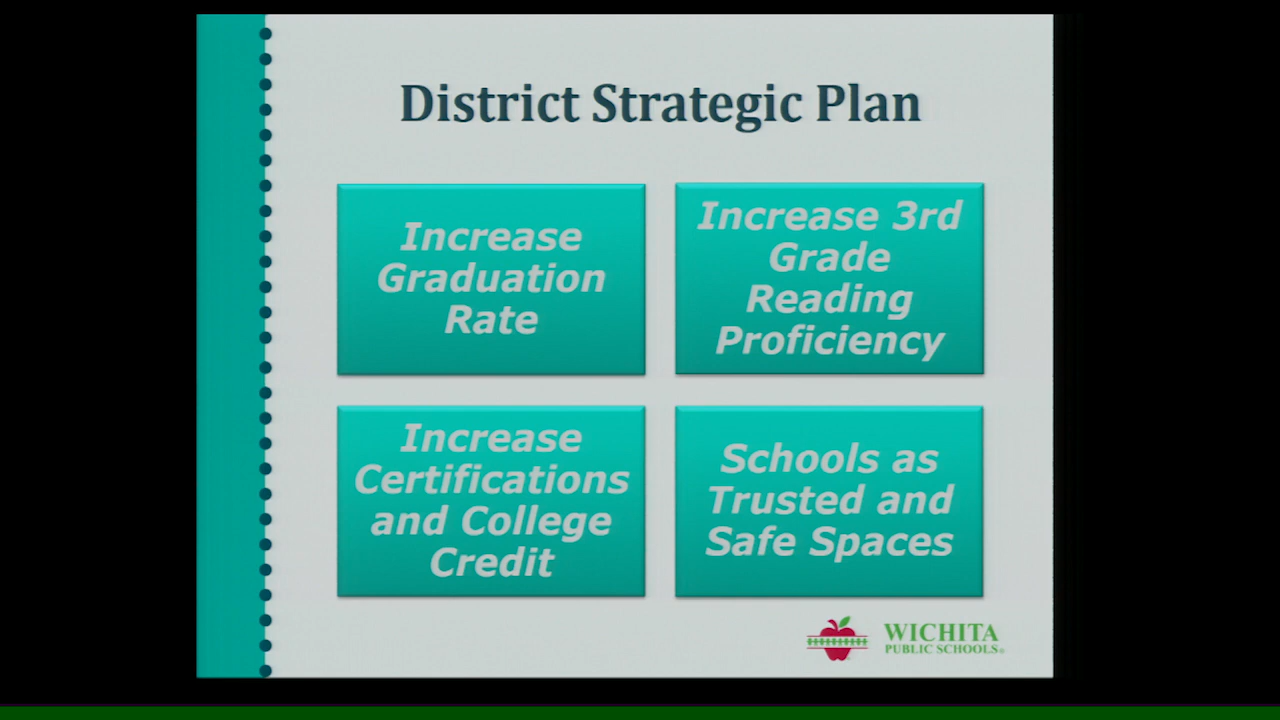 District Strategic Plan
Increase
Graduation
Rate
Increase 3rd
Grade
Reading
Proficiency
Increase
Certifications
and College
Credit
Schools as
Trusted and
Safe Spaces
WICHITA
PUBLIC SCHOOLS